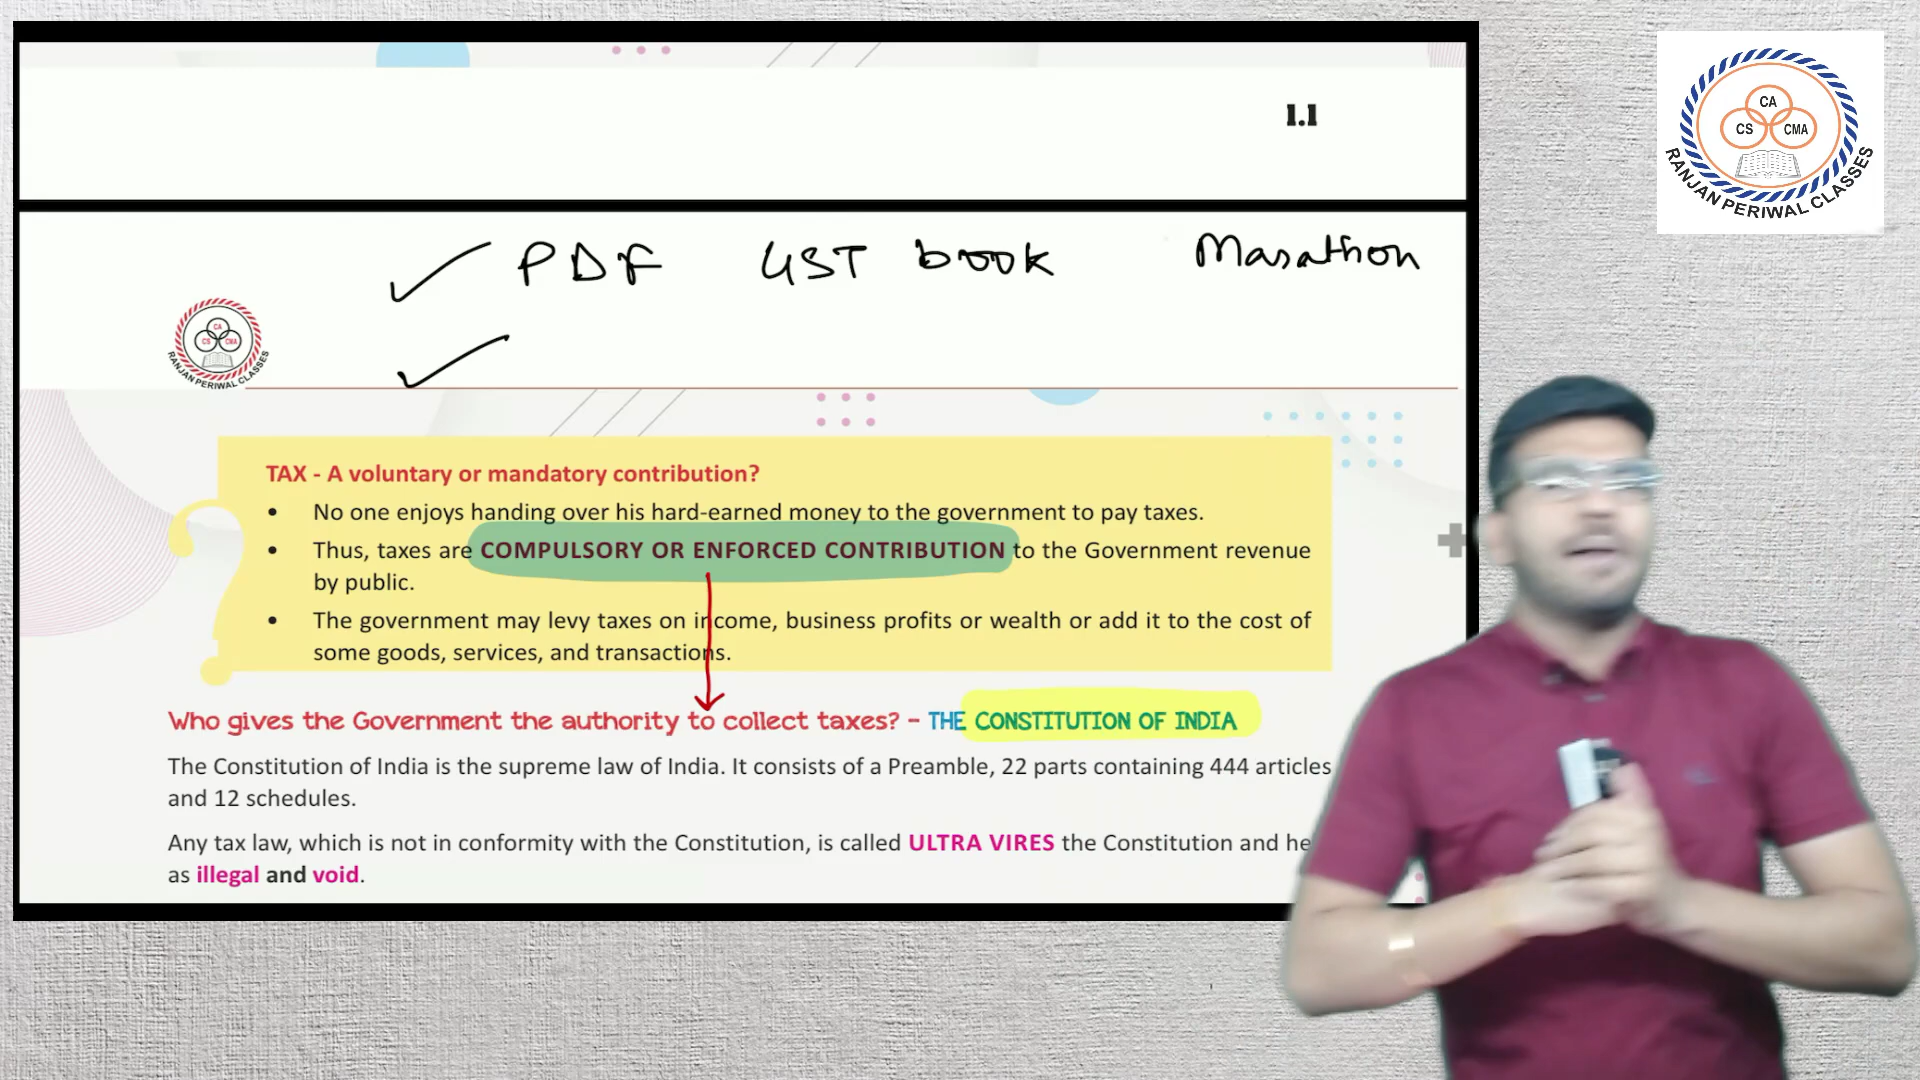 1.1
CA
CS CMA
RANJAN PERIWAL CLASSES
PDF GST book Marathon
CA
CS CMA
RANJAN PERIWAL CLASSES
TAX - A voluntary or mandatory contribution?
• No one enjoys handing over his hard-earned money to the government to pay taxes.
• Thus, taxes are COMPULSORY OR ENFORCED CONTRIBUTION to the Government revenue
by public.
• The government may levy taxes on income, business profits or wealth or add it to the cost of
some goods, services, and transactions.
Who gives the Government the authority to collect taxes? – THE CONSTITUTION OF INDIA
The Constitution of India is the supreme law of India. It consists of a Preamble, 22 parts containing 444 articles
and 12 schedules.
Any tax law, which is not in conformity with the Constitution, is called ULTRA VIRES the Constitution and he
as illegal and void.